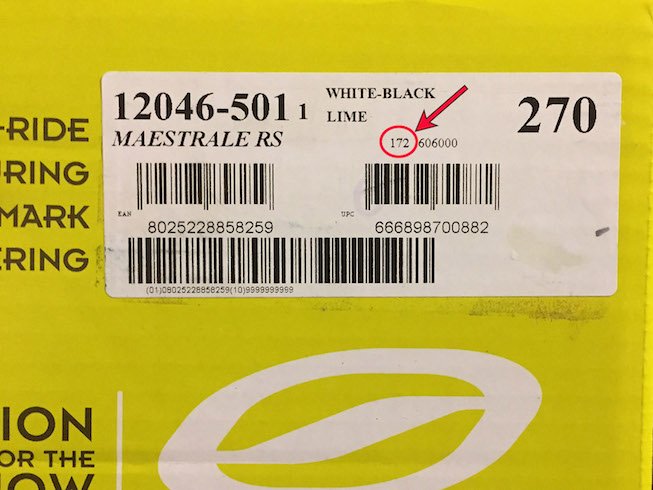 -RIDE
RING
MARK
ERING
12046-501 1
WHITE-BLACK
LIME
270
MAESTRALE RS
172 606000
EAN
8025228858259
UPC
666898700882
(01)08025228858259(10)9999999999
ION
OR THE
OW